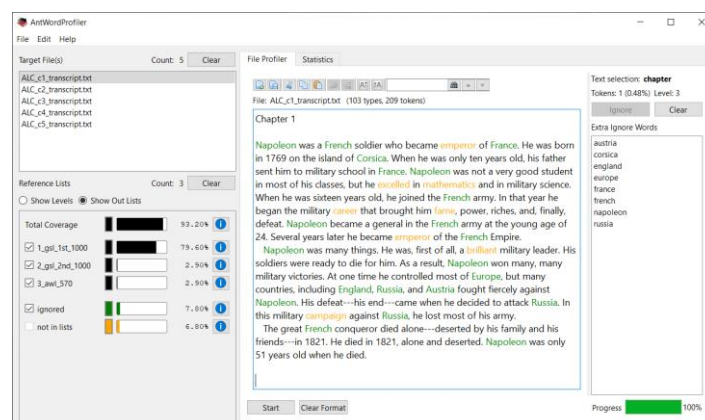 AntWordProfiler
File Edit Help
Target File(s) Count: 5 Clear
ALC_c1_transcript.txt
ALC_c2_transcript.txt
ALC_c3_transcript.txt
ALC_c4_transcript.txt
ALC_c5_transcript.txt
Reference Lists Count: 3 Clear
Show Levels Show Out Lists
Total Coverage 93.20%
1_gsl_1st_1000 79.60%
2_gsl_2nd_1000 2.90%
3_awl_570 2.90%
ignored 7.80%
not in lists 6.80%
File Profiler Statistics
File: ALC_c1_transcript.txt (103 types, 209 tokens)
Chapter 1
Napoleon was a French soldier who became emperor of France. He was born
in 1769 on the island of Corsica. When he was only ten years old, his father
sent him to military school in France. Napoleon was not a very good student
in most of his classes, but he excelled in mathematics and in military science.
When he was sixteen years old, he joined the French army. In that year he
began the military career that brought him fame, power, riches, and, finally,
defeat. Napoleon became a general in the French army at the young age of
24. Several years later he became emperor of the French Empire.
Napoleon was many things. He was, first of all, a brilliant military leader. His
soldiers were ready to die for him. As a result, Napoleon won many, many
military victories. At one time he controlled most of Europe, but many
countries, including England, Russia, and Austria fought fiercely against
Napoleon. His defeat---his end---came when he decided to attack Russia. In
this military campaign against Russia, he lost most of his army.
The great French conqueror died alone---deserted by his family and his
friends---in 1821. He died in 1821, alone and deserted. Napoleon was only
51 years old when he died.
Start Clear Format
Text selection: chapter
Tokens: 1 (0.48%) Level: 3
Ignore Clear
Extra Ignore Words
austria
corsica
england
europe
france
french
napoleon
russia
Progress 100%